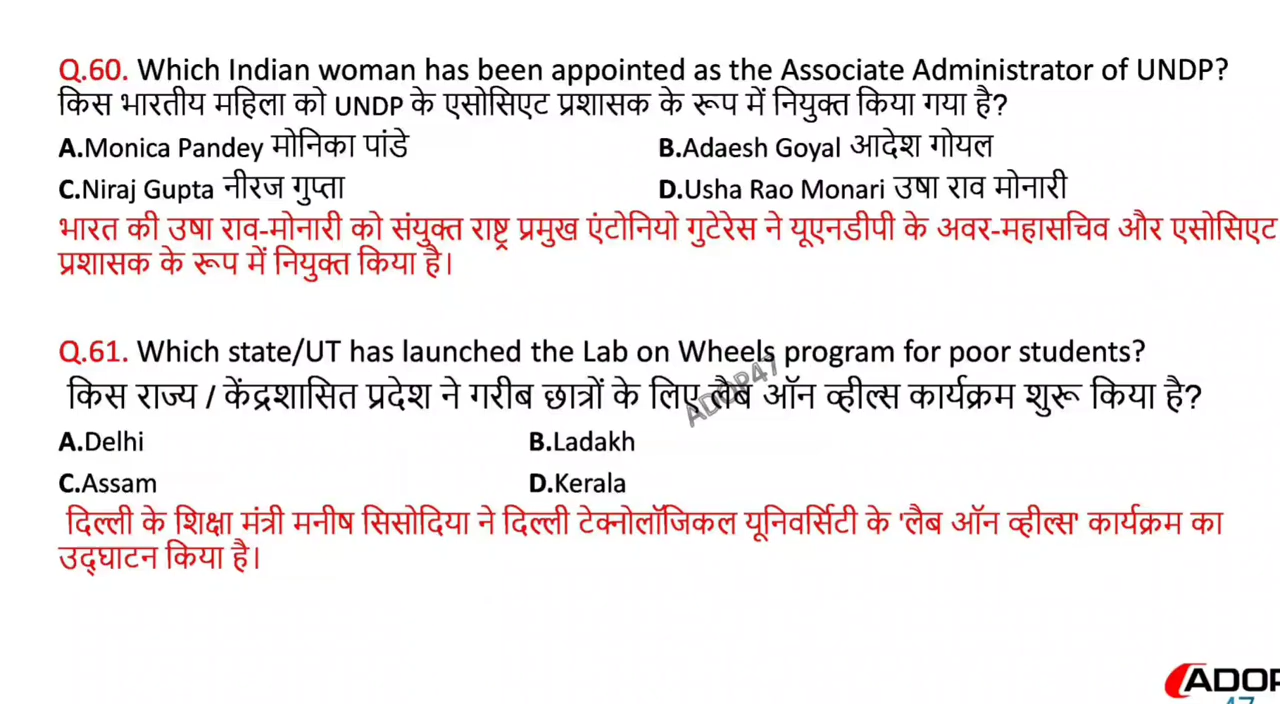 Q.60. Which Indian woman has been appointed as the Associate Administrator of UNDP?
किस भारतीय महिला को UNDP के एसोसिएट प्रशासक के रूप में नियुक्त किया गया है?
A.Monica Pandey मोनिका पांडे B.Adaesh Goyal आदेश गोयल
C.Niraj Gupta नीरज गुप्ता D.Usha Rao Monari उषा राव मोनारी
भारत की उषा राव-मोनारी को संयुक्त राष्ट्र प्रमुख एंटोनियो गुटेरेस ने यूएनडीपी के अवर-महासचिव और एसोसिएट
प्रशासक के रूप में नियुक्त किया है।
Q.61. Which state/UT has launched the Lab on Wheels program for poor students?
किस राज्य / केंद्रशासित प्रदेश ने गरीब छात्रों के लिए लैब ऑन व्हील्स कार्यक्रम शुरू किया है?
ADOP47
A.Delhi B.Ladakh
C.Assam D.Kerala
दिल्ली के शिक्षा मंत्री मनीष सिसोदिया ने दिल्ली टेक्नोलॉजिकल यूनिवर्सिटी के 'लैब ऑन व्हील्स' कार्यक्रम का
उद्घाटन किया है।
ADOP
47